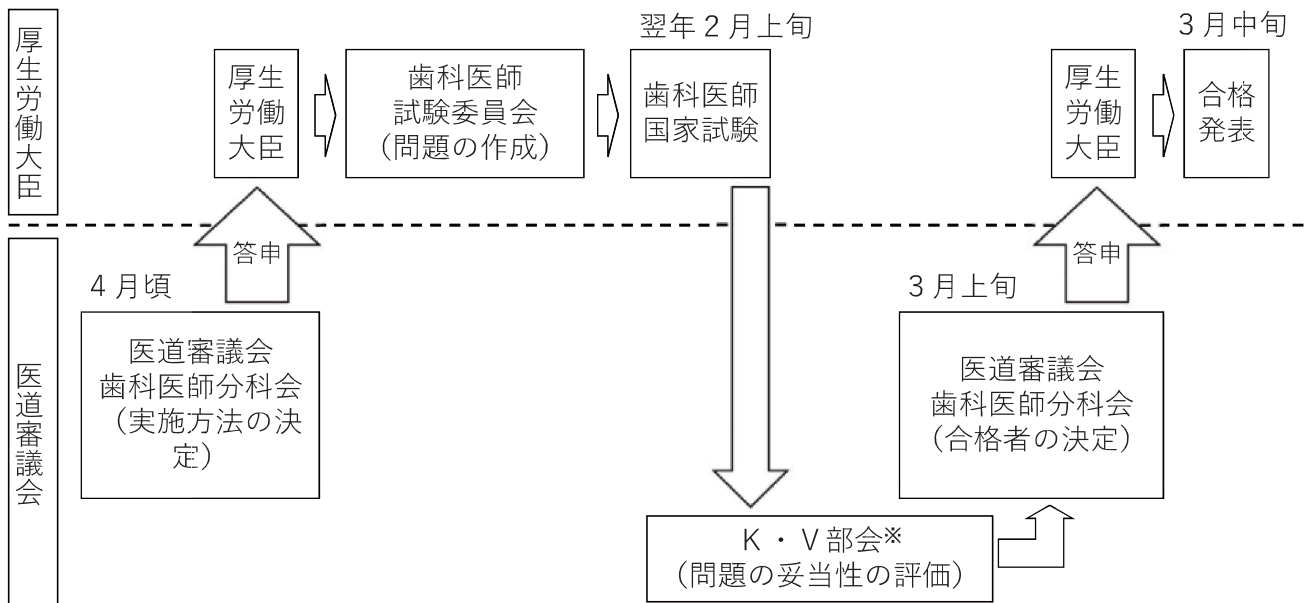 厚生労働大臣
翌年２月上旬
３月中旬
厚生
労働
大臣
歯科医師
試験委員会
（問題の作成）
歯科医師
国家試験
厚生
労働
大臣
合格
発表
答申
答申
医道審議会
４月頃
医道審議会
歯科医師分科会
（実施方法の決
定）
３月上旬
医道審議会
歯科医師分科会
（合格者の決定）
Ｋ・Ｖ部会※
（問題の妥当性の評価）